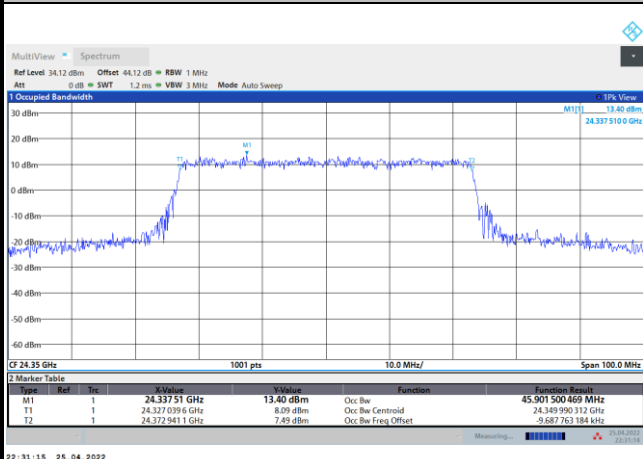 MultiView Spectrum
Ref Level 34.12 dBm Offset 44.12 dB RBW 1 MHz
Att 0 dB SWT 1.2 ms VBW 3 MHz Mode Auto Sweep
1 Occupied Bandwidth 1Pk View
M1[1] 13.40 dBm
24.337 510 0 GHz
30 dBm
20 dBm
M1
T1
T2
10 dBm
0 dBm
-10 dBm
-20 dBm
-30 dBm
-40 dBm
-50 dBm
-60 dBm
CF 24.35 GHz 1001 pts 10.0 MHz/ Span 100.0 MHz
2 Marker Table
Type Ref Trc X-Value Y-Value Function Function Result
M1 1 24.337 51 GHz 13.40 dBm Occ Bw 45.901 500 469 MHz
T1 1 24.327 039 6 GHz 8.09 dBm Occ Bw Centroid 24.349 990 312 GHz
T2 1 24.372 941 1 GHz 7.49 dBm Occ Bw Freq Offset -9.687 763 184 kHz
Measuring... 25.04.2022
22:31:14
22:31:15 25.04.2022